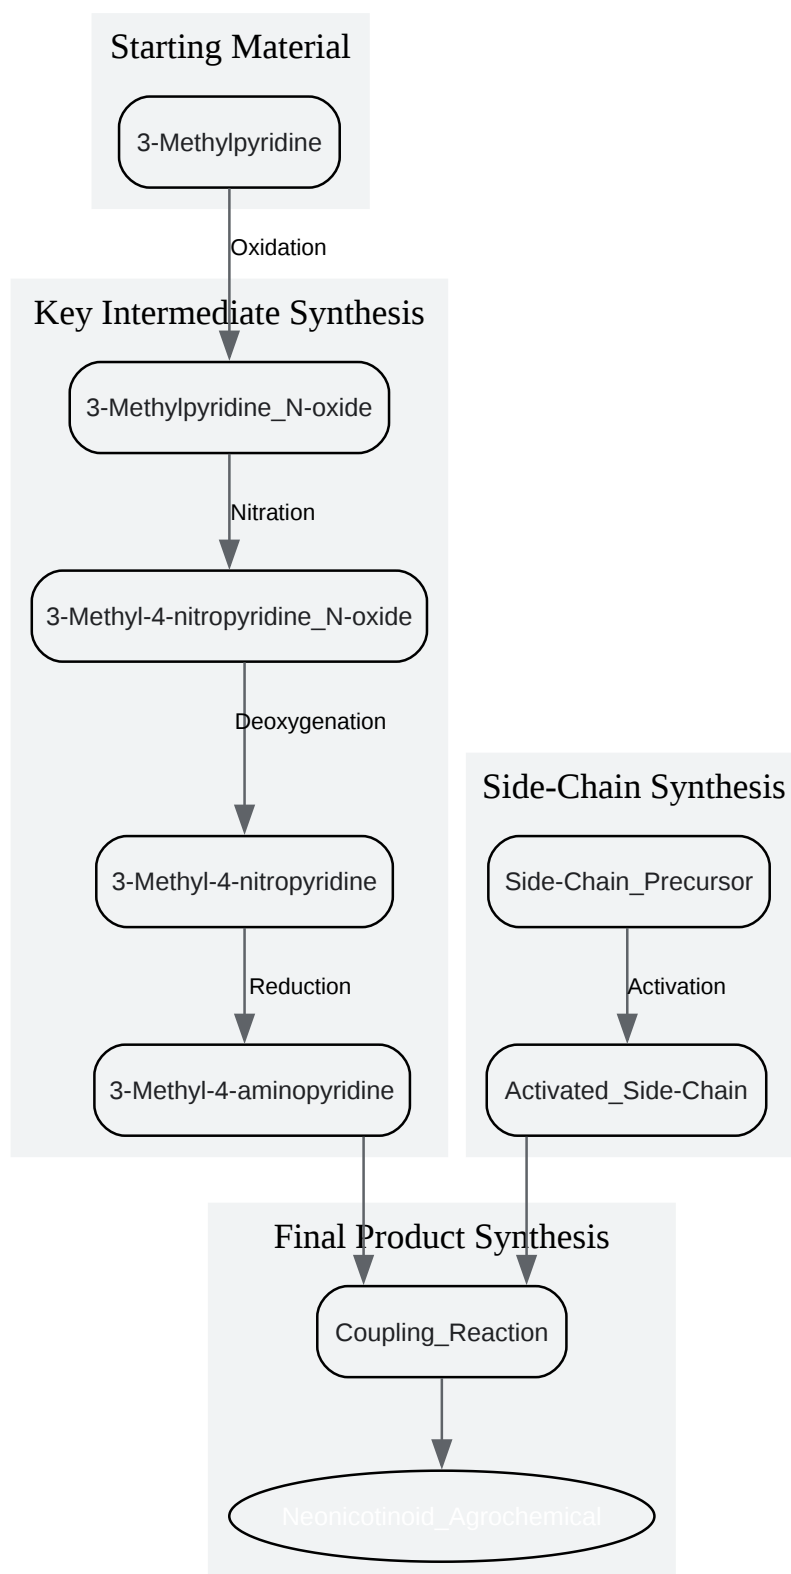 Starting Material
3-Methylpyridine
Oxidation
Key Intermediate Synthesis
3-Methylpyridine_N-oxide
Nitration
3-Methyl-4-nitropyridine_N-oxide
Deoxygenation
3-Methyl-4-nitropyridine
Reduction
3-Methyl-4-aminopyridine
Side-Chain Synthesis
Side-Chain_Precursor
Activation
Activated_Side-Chain
Final Product Synthesis
Coupling_Reaction
Neonicotinoid_Agrochemical